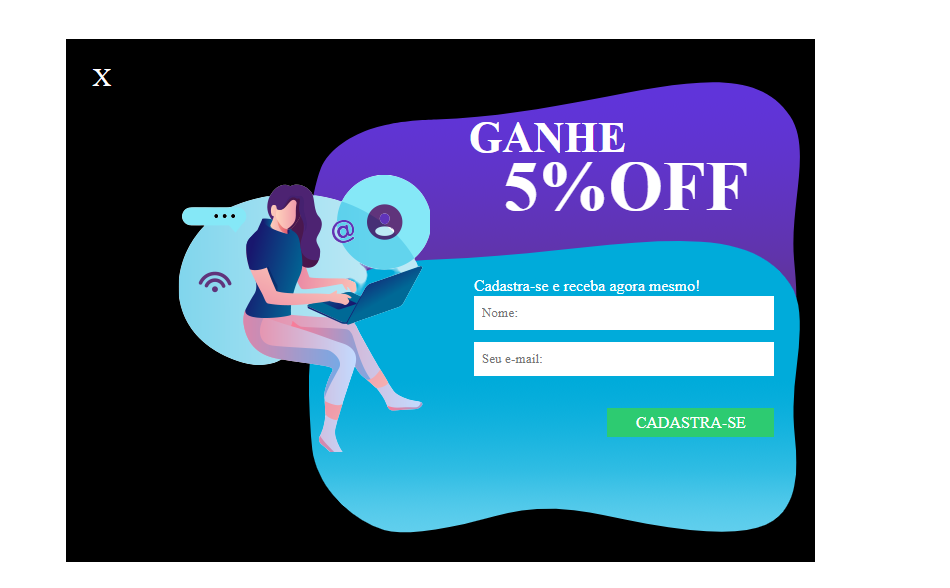 X
GANHE
5%OFF
@
Cadastra-se e receba agora mesmo!
Nome:
Seu e-mail:
CADASTRA-SE